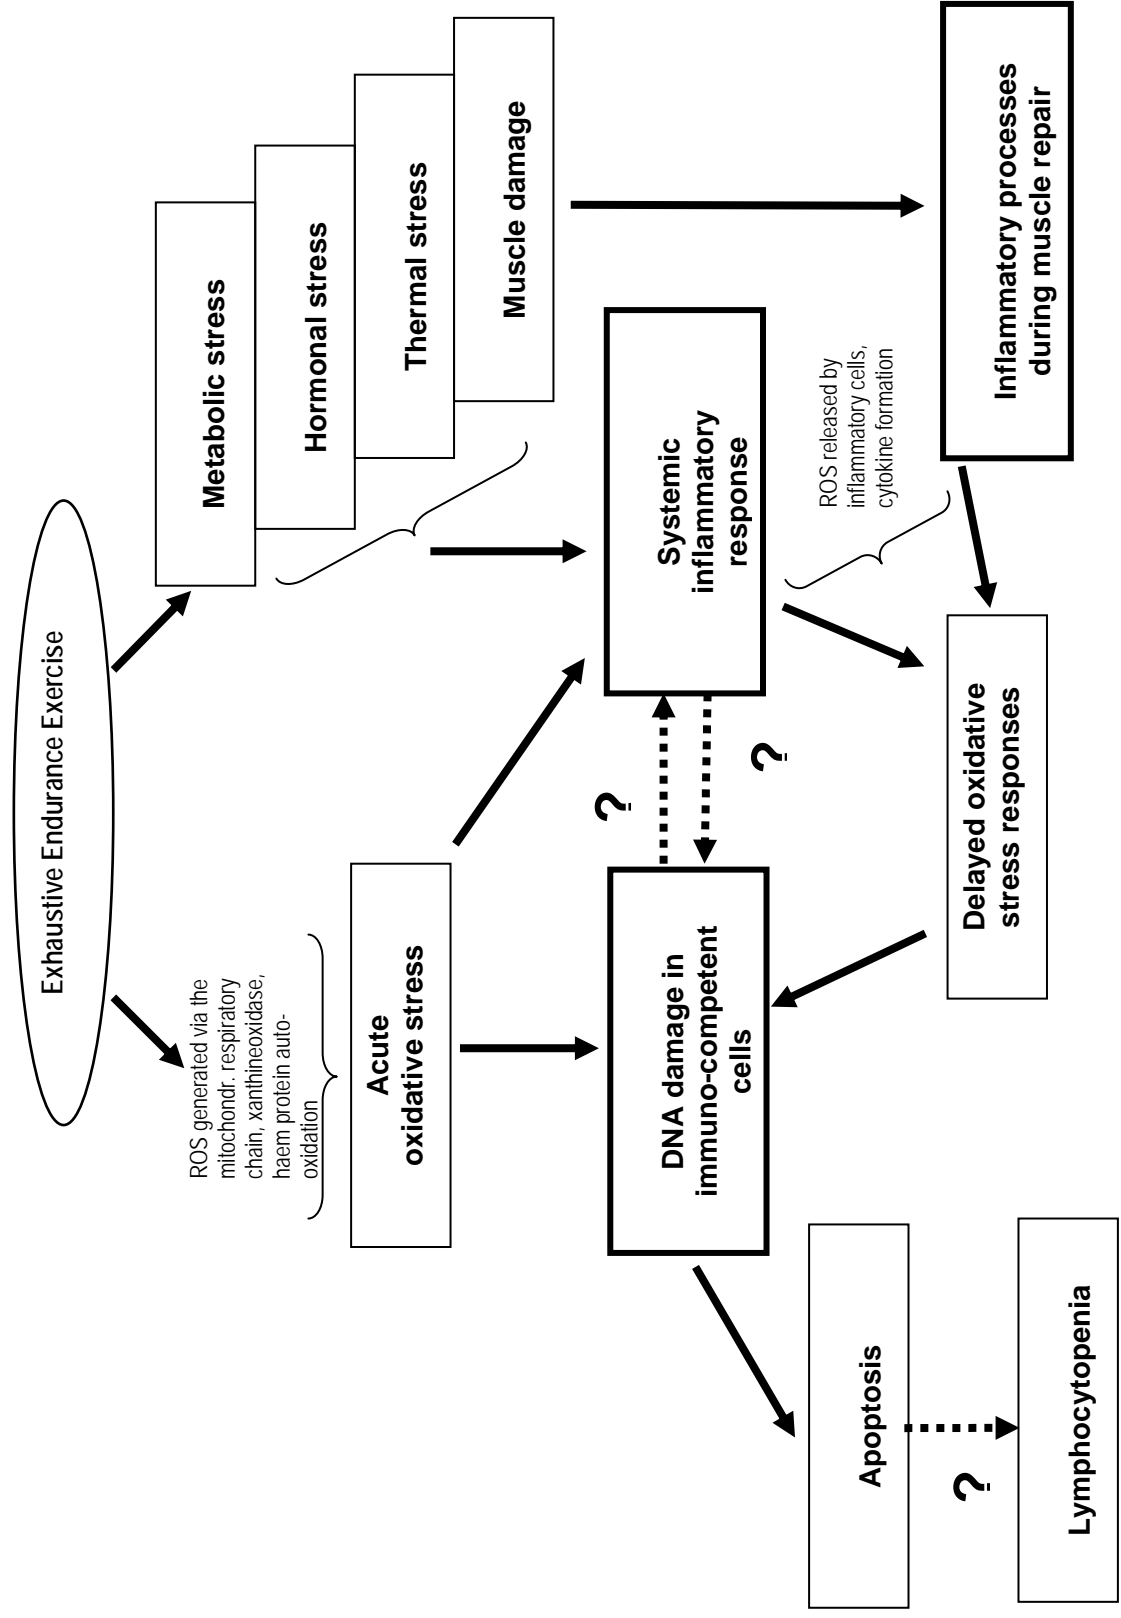 Exhaustive Endurance Exercise
ROS generated via the
mitochondr. respiratory
chain, xanthineoxidase,
haem protein auto-
oxidation
Metabolic stress
Hormonal stress
Thermal stress
Muscle damage
Acute
oxidative stress
DNA damage in
immuno-competent
cells
?
?
Systemic
inflammatory
response
ROS released by
inflammatory cells,
cytokine formation
Inflammatory processes
during muscle repair
Delayed oxidative
stress responses
Apoptosis
?
Lymphocytopenia